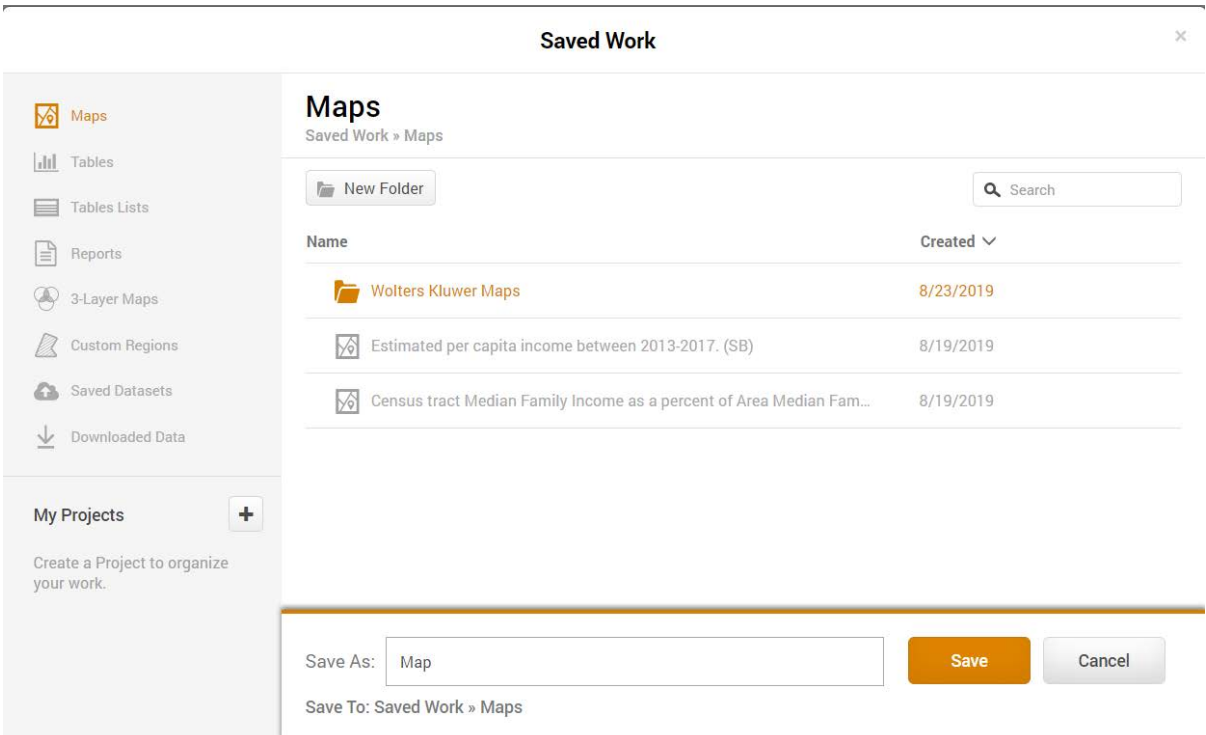 Saved Work
×
Maps
Tables
Tables Lists
Reports
3-Layer Maps
Custom Regions
Saved Datasets
Downloaded Data
My Projects
+
Create a Project to organize
your work.
Maps
Saved Work » Maps
New Folder
Search
Name Created
Wolters Kluwer Maps 8/23/2019
Estimated per capita income between 2013-2017. (SB) 8/19/2019
Census tract Median Family Income as a percent of Area Median Fam... 8/19/2019
Save As: Map Save Cancel
Save To: Saved Work » Maps